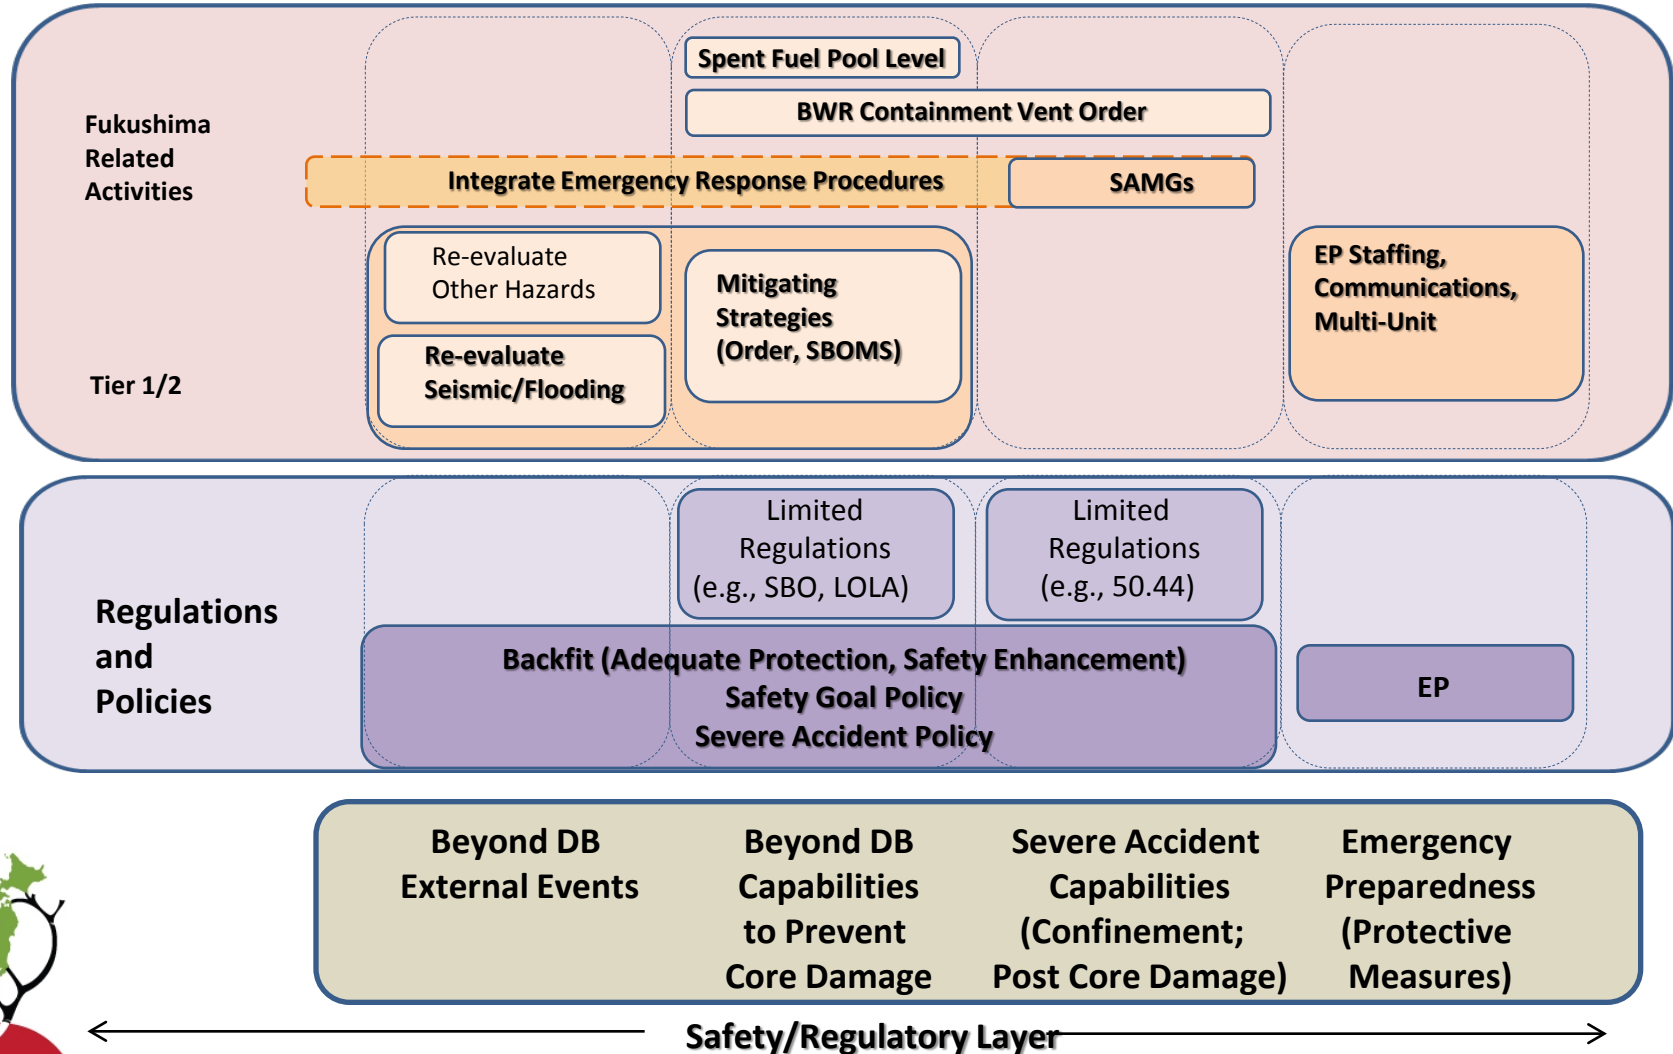 Spent Fuel Pool Level
BWR Containment Vent Order
Fukushima
Related
Activities
Integrate Emergency Response Procedures
SAMGs
Re-evaluate
Other Hazards
Re-evaluate
Seismic/Flooding
Mitigating
Strategies
(Order, SBOMS)
EP Staffing,
Communications,
Multi-Unit
Tier 1/2
Limited
Regulations
(e.g., SBO, LOLA)
Limited
Regulations
(e.g., 50.44)
Regulations
and
Policies
Backfit (Adequate Protection, Safety Enhancement)
Safety Goal Policy
Severe Accident Policy
EP
Beyond DB
External Events
Beyond DB
Capabilities
to Prevent
Core Damage
Severe Accident
Capabilities
(Confinement;
Post Core Damage)
Emergency
Preparedness
(Protective
Measures)
Safety/Regulatory Layer